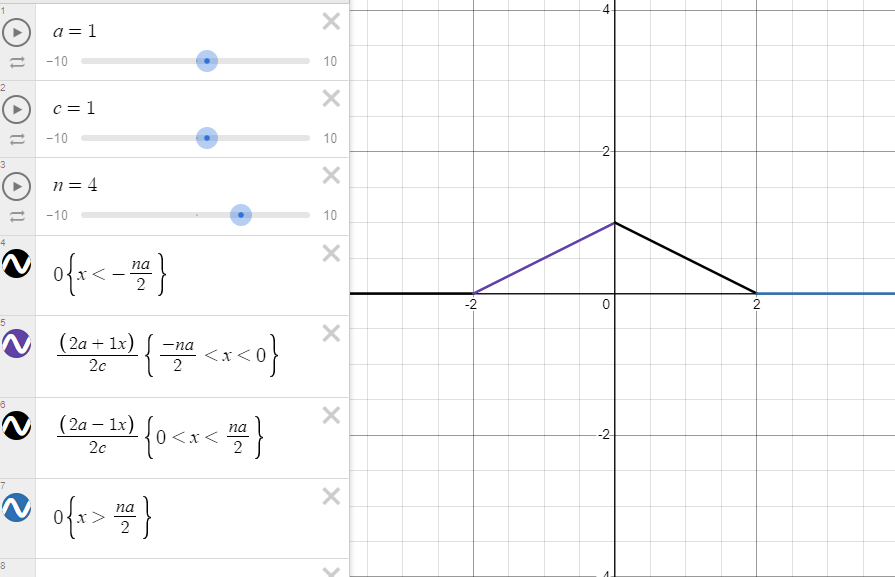 1
a = 1
-10 10
2
c = 1
-10 10
3
n = 4
-10 10
4
0{x < -na/2}
5
(2a + 1x)/2c {-na/2 < x < 0}
6
(2a - 1x)/2c {0 < x < na/2}
7
0{x > na/2}
8
4
2
-2 0 2
-2
4